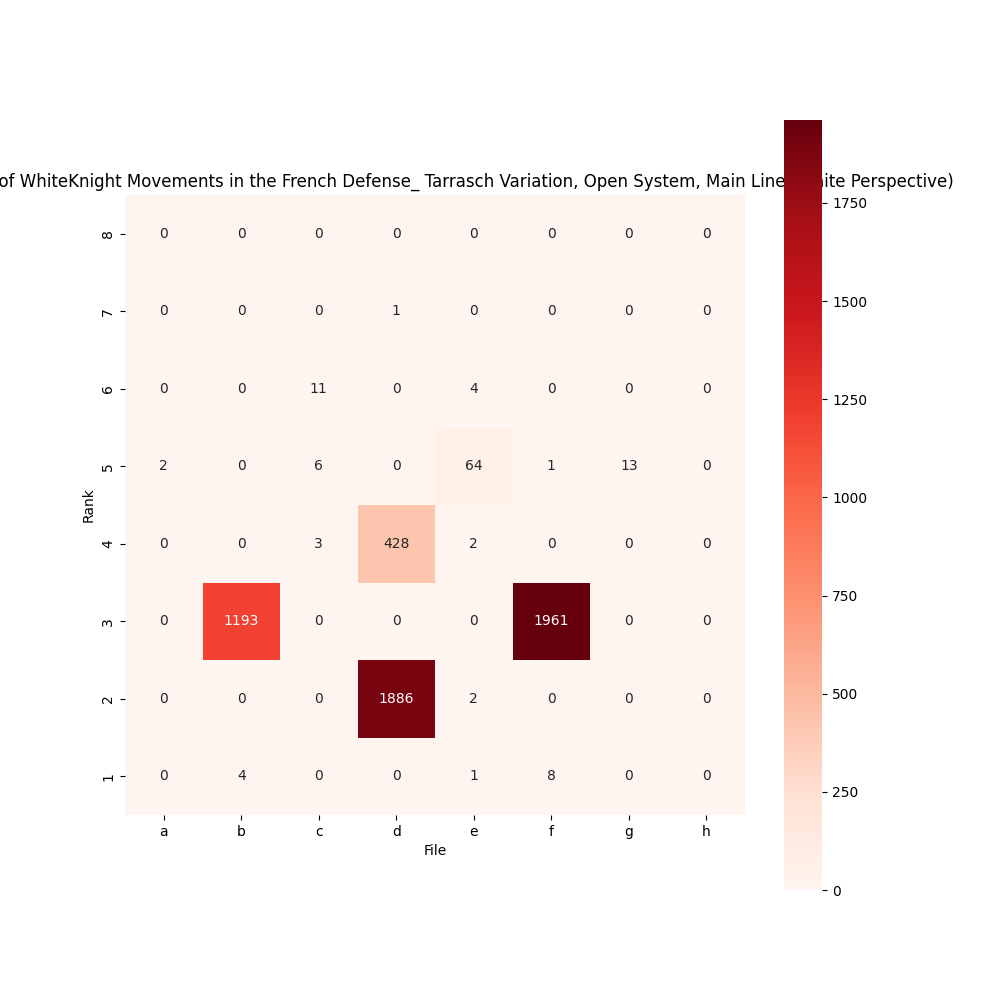 of WhiteKnight Movements in the French Defense_ Tarrasch Variation, Open System, Main Line Perspective)
8 0 0 0 0 0 0 0 0
7 0 0 0 1 0 0 0 0
6 0 0 11 0 4 0 0 0
5 2 0 6 0 64 1 13 0
4 0 0 3 428 2 0 0 0
3 0 1193 0 0 0 1961 0 0
2 0 0 0 1886 2 0 0 0
1 0 4 0 0 1 8 0 0
a b c d e f g h
File
Rank
1750
1500
1250
1000
750
500
250
0